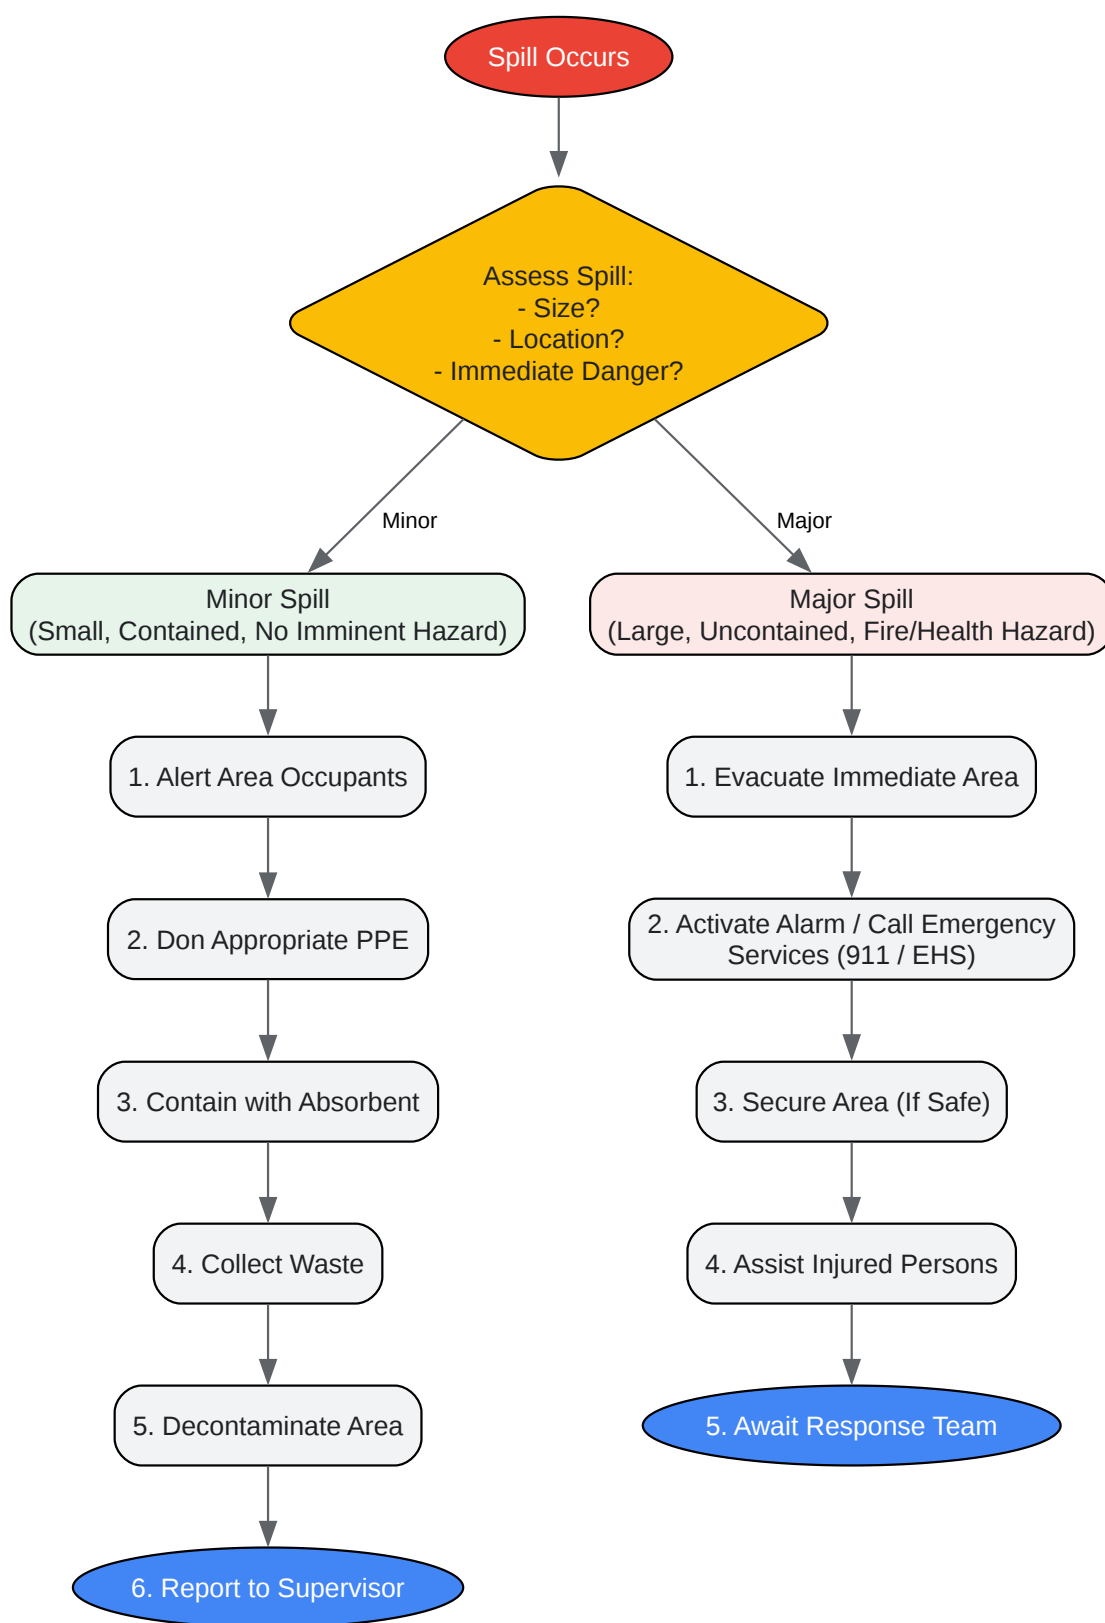 Spill Occurs
Assess Spill:
- Size?
- Location?
- Immediate Danger?
Minor
Major
Minor Spill
(Small, Contained, No Imminent Hazard)
Major Spill
(Large, Uncontained, Fire/Health Hazard)
1. Alert Area Occupants
1. Evacuate Immediate Area
2. Don Appropriate PPE
2. Activate Alarm / Call Emergency
Services (911 / EHS)
3. Contain with Absorbent
3. Secure Area (If Safe)
4. Collect Waste
4. Assist Injured Persons
5. Decontaminate Area
5. Await Response Team
6. Report to Supervisor